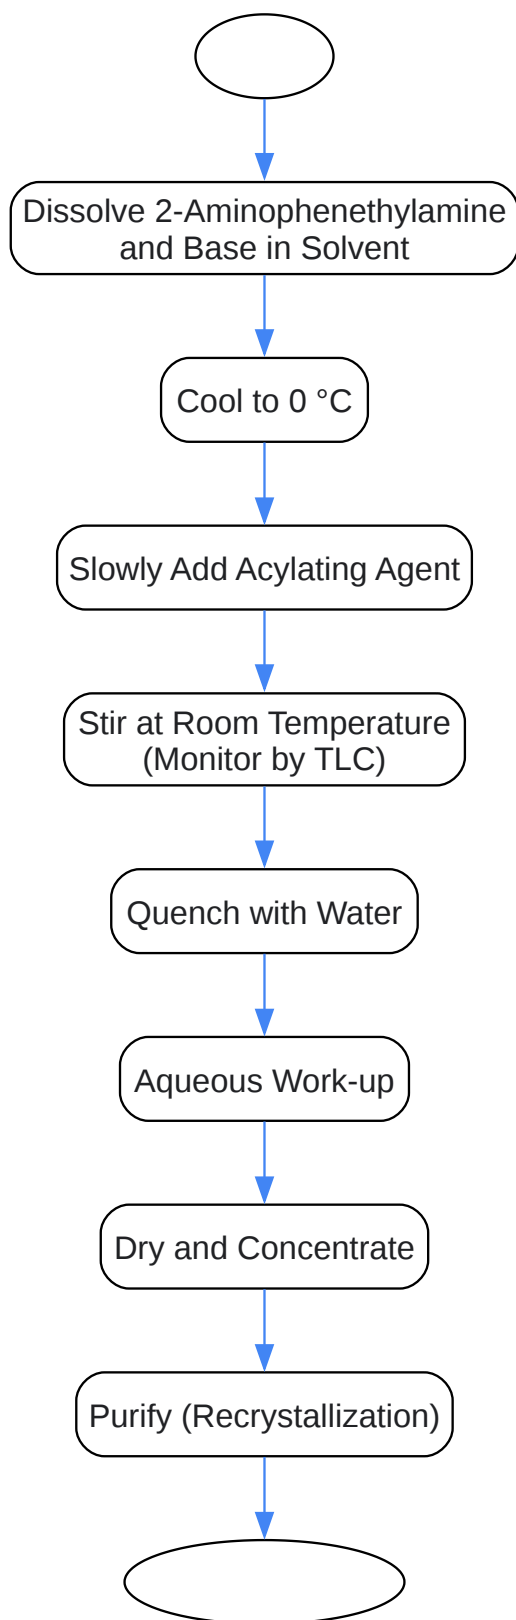 Dissolve 2-Aminophenethylamine
and Base in Solvent
Cool to 0 °C
Slowly Add Acylating Agent
Stir at Room Temperature
(Monitor by TLC)
Quench with Water
Aqueous Work-up
Dry and Concentrate
Purify (Recrystallization)